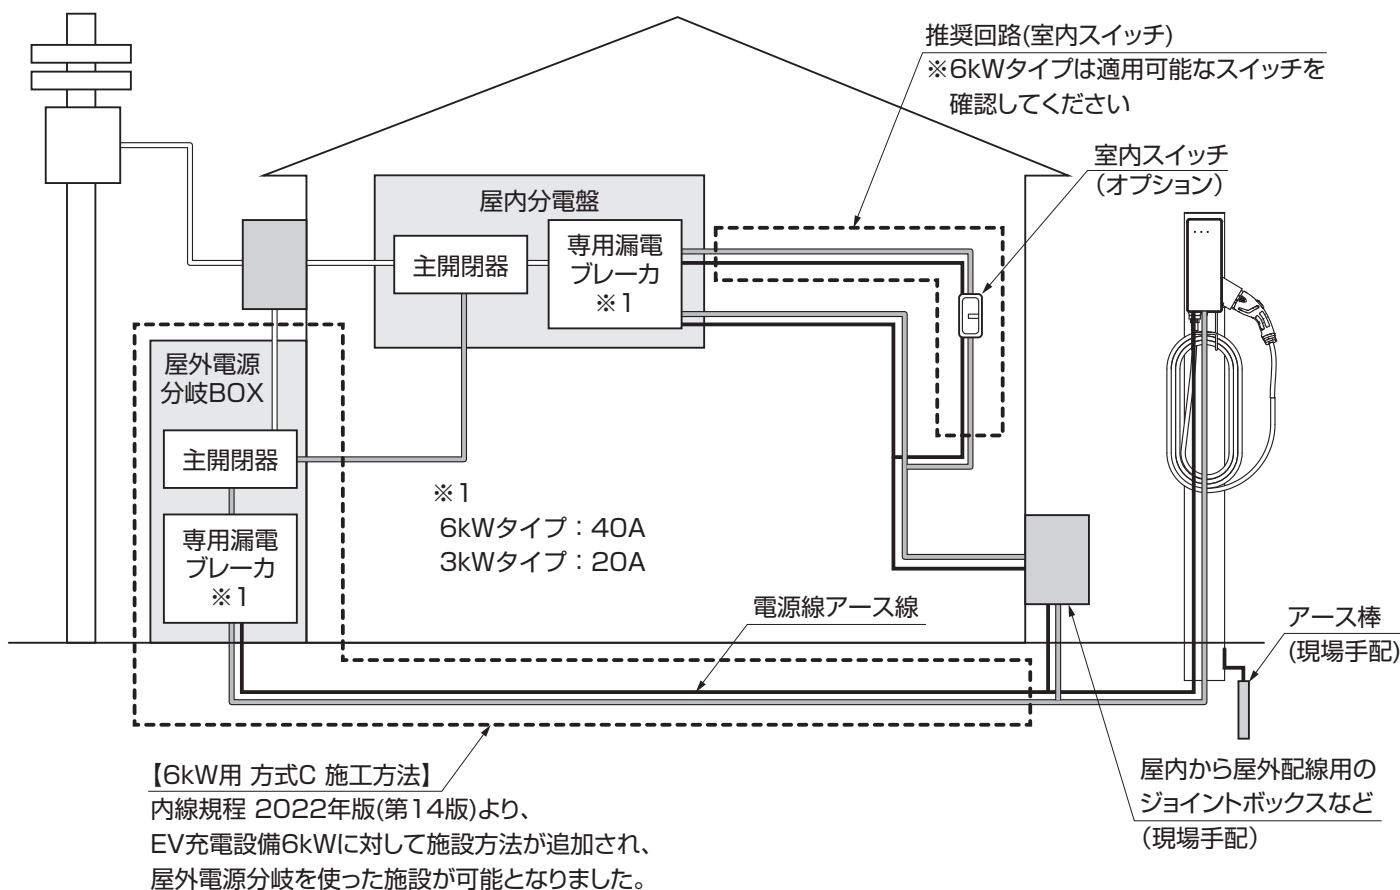 推奨回路(室内スイッチ)
※6kWタイプは適用可能なスイッチを
確認してください
室内スイッチ
(オプション)
屋内分電盤
主開閉器
専用漏電
ブレーカ
※1
屋外電源
分岐BOX
主開閉器
専用漏電
ブレーカ
※1
※1
6kWタイプ：40A
3kWタイプ：20A
電源線アース線
アース棒
(現場手配)
【6kW用 方式C 施工方法】
内線規程 2022年版(第14版)より、
EV充電設備6kWに対して施設方法が追加され、
屋外電源分岐を使った施設が可能となりました。
屋内から屋外配線用の
ジョイントボックスなど
(現場手配)